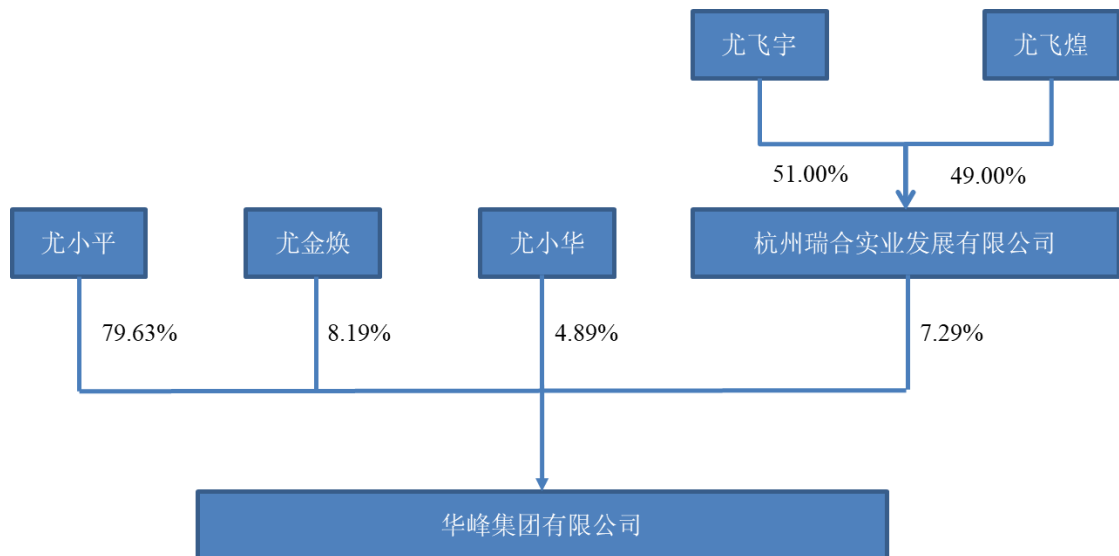 尤飞宇
尤飞煌
51.00%
49.00%
尤小平
尤金焕
尤小华
杭州瑞合实业发展有限公司
79.63%
8.19%
4.89%
7.29%
华峰集团有限公司